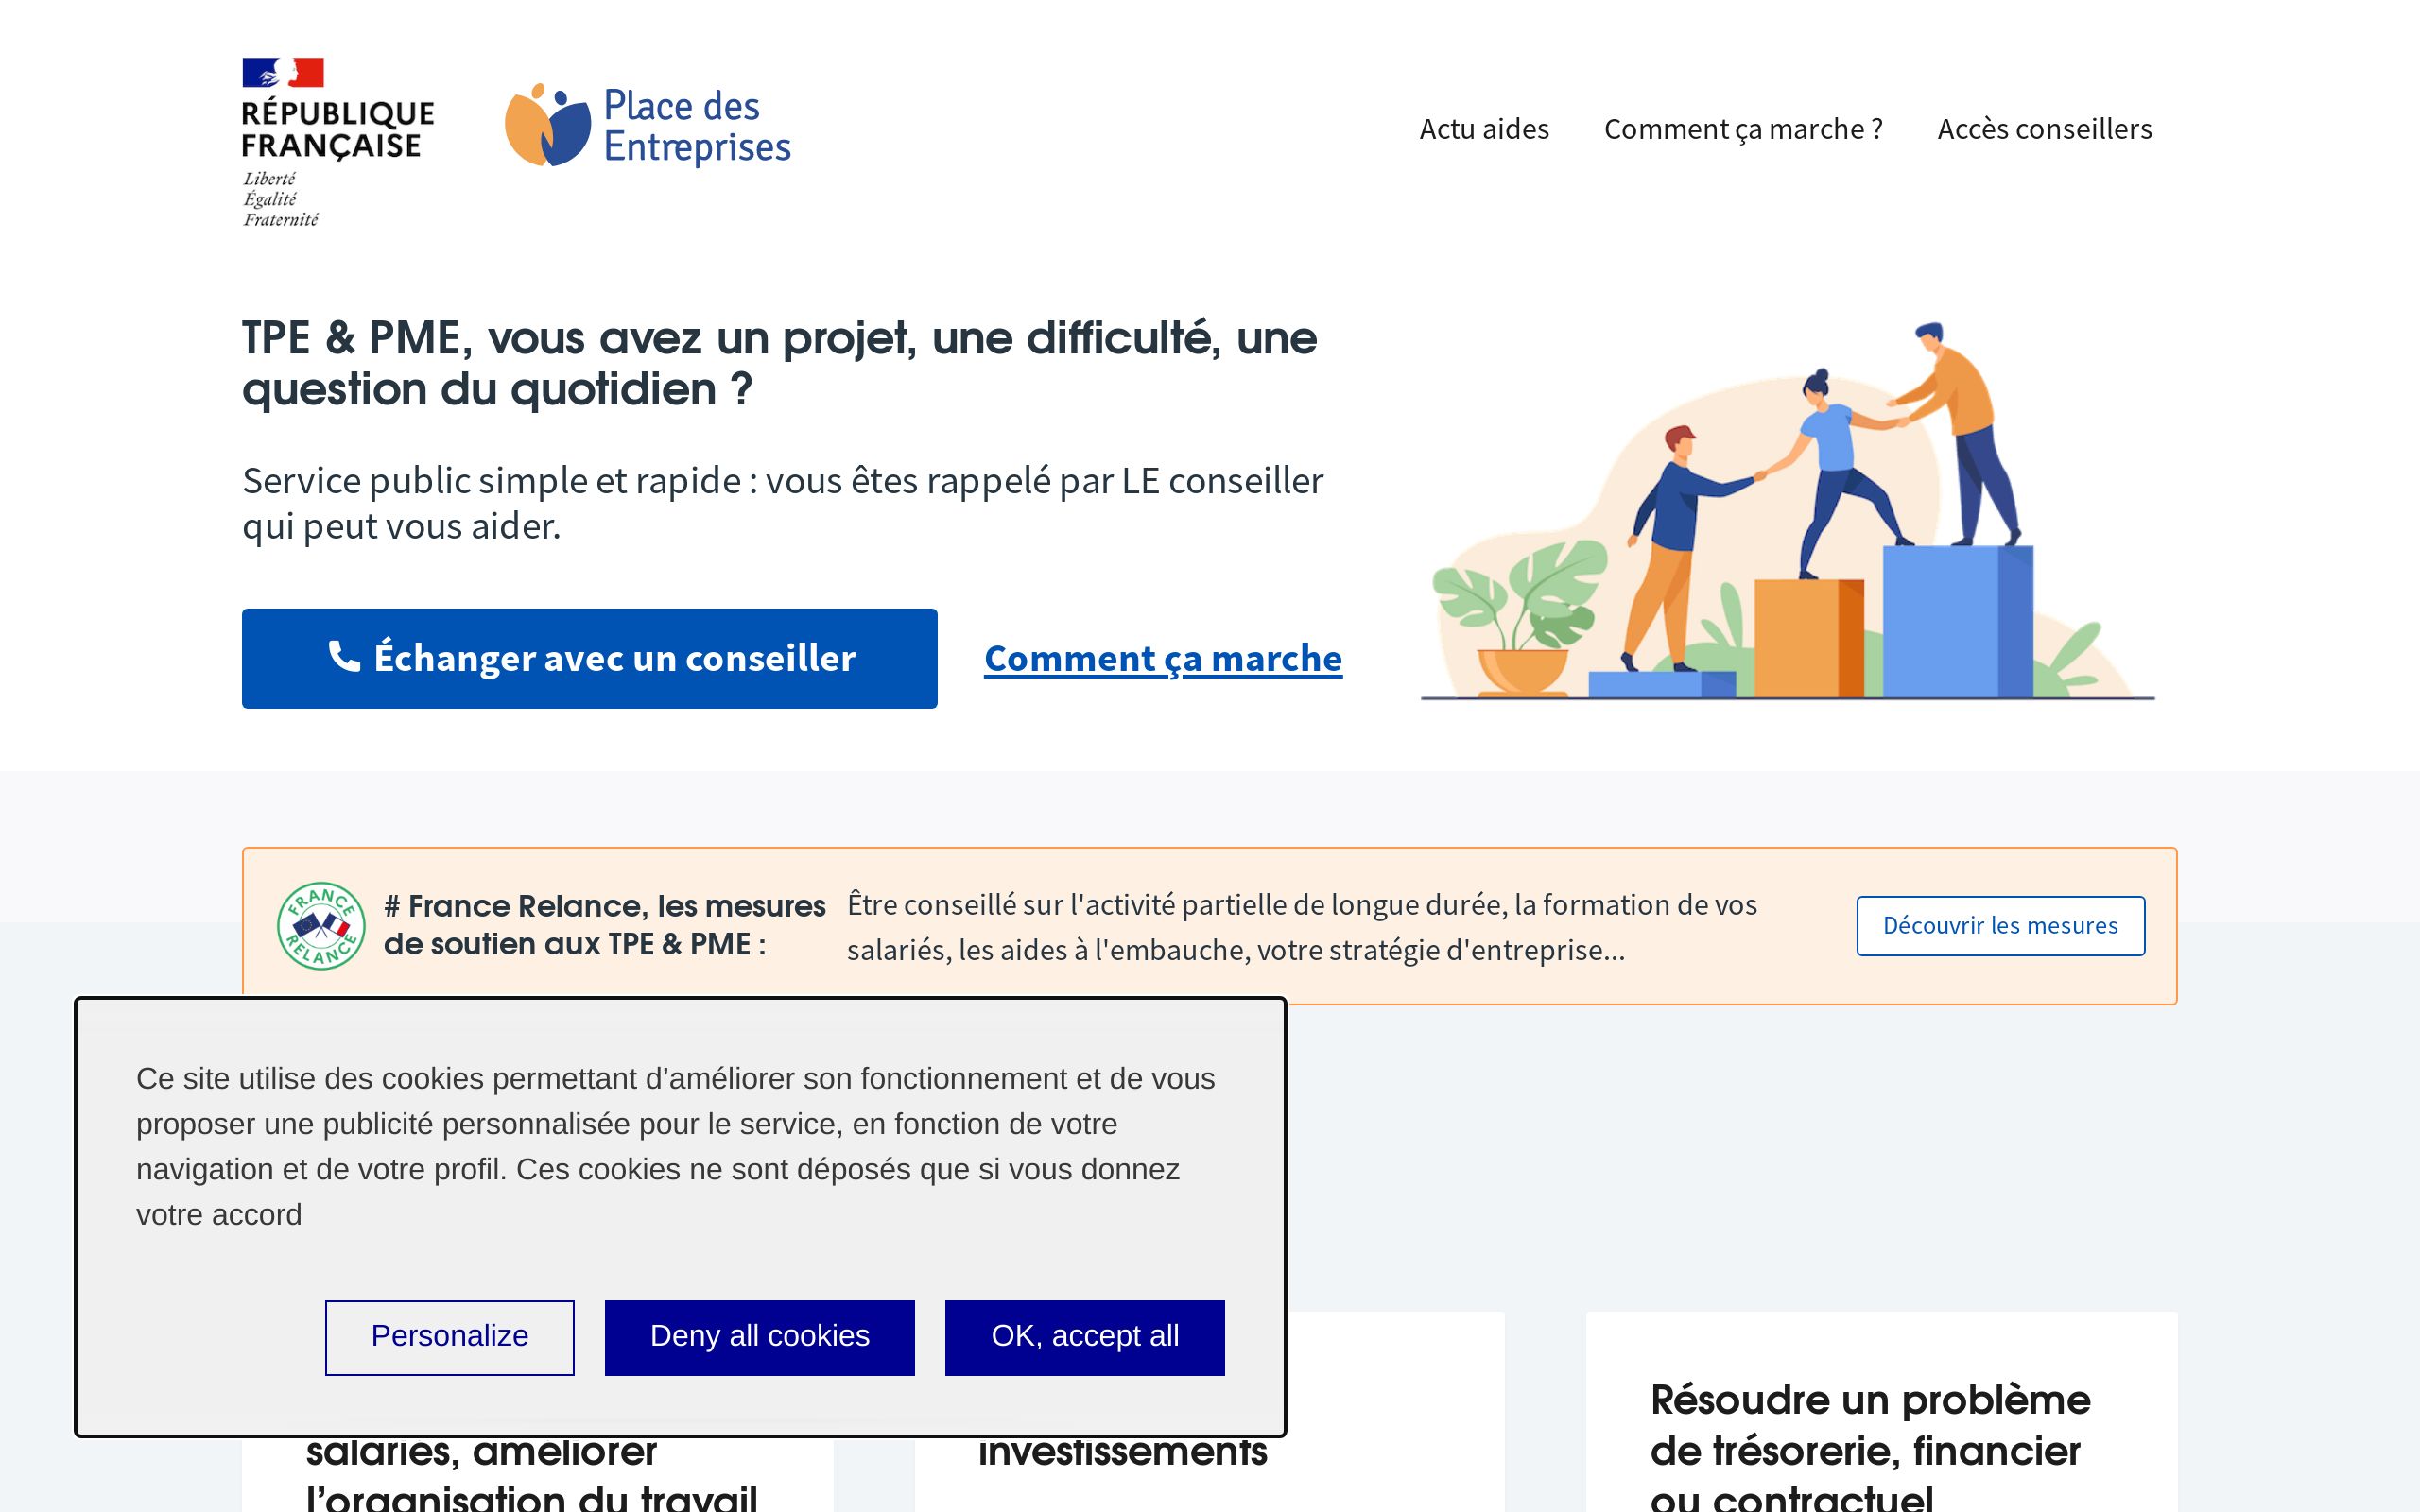 RÉPUBLIQUE
FRANÇAISE
Liberté
Égalité
Fraternité
Place des
Entreprises
Actu aides
Comment ça marche ?
Accès conseillers
TPE & PME, vous avez un projet, une difficulté, une
question du quotidien ?
Service public simple et rapide : vous êtes rappelé par LE conseiller
qui peut vous aider.
Échanger avec un conseiller
Comment ça marche
FRANCE
RELANCE
# France Relance, les mesures
de soutien aux TPE & PME :
Être conseillé sur l'activité partielle de longue durée, la formation de vos
salariés, les aides à l'embauche, votre stratégie d'entreprise...
Découvrir les mesures
Ce site utilise des cookies permettant d’améliorer son fonctionnement et de vous
proposer une publicité personnalisée pour le service, en fonction de votre
navigation et de votre profil. Ces cookies ne sont déposés que si vous donnez
votre accord
Personalize
Deny all cookies
OK, accept all
salariés, améliorer
l’organisation du travail
investissements
Résoudre un problème
de trésorerie, financier
ou contractuel